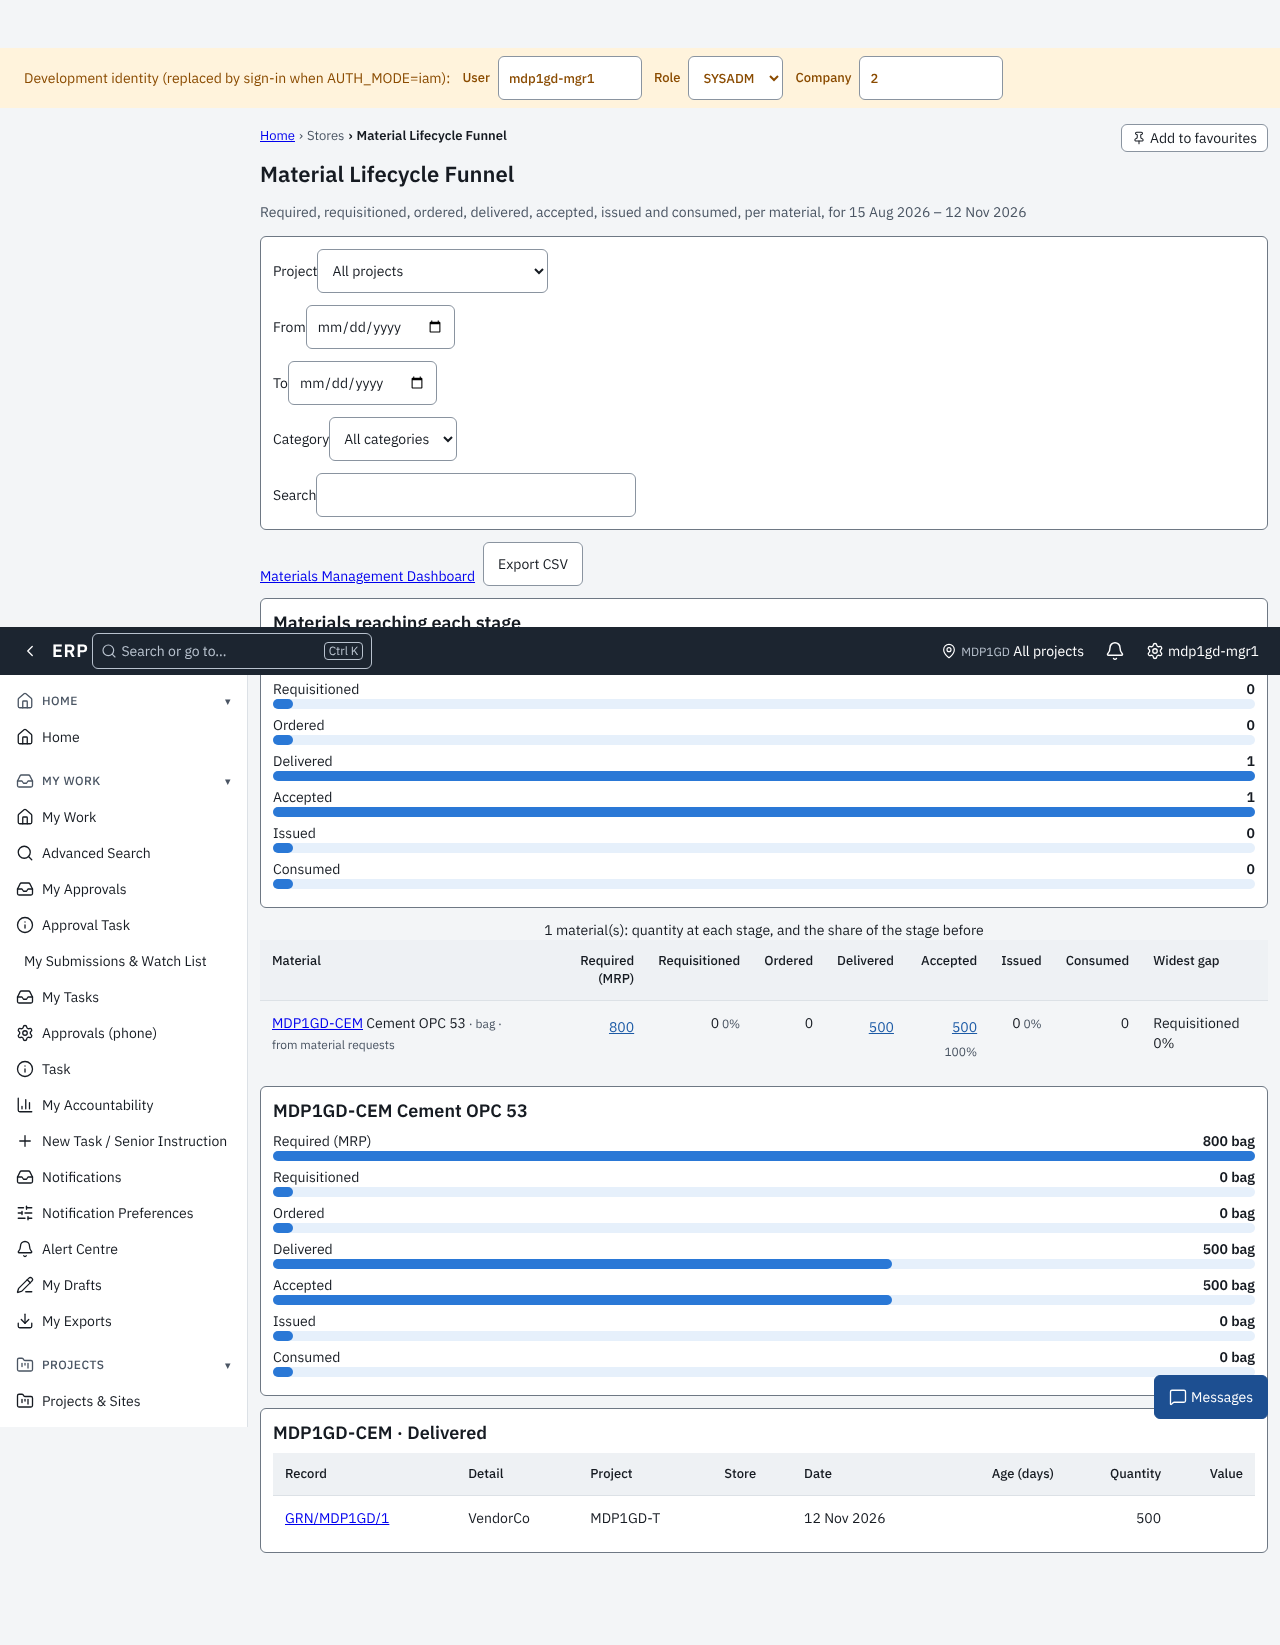 Development identity (replaced by sign-in when AUTH_MODE=iam): User mdp1gd-mgr1 Role SYSADM Company 2
Home › Stores › Material Lifecycle Funnel
Add to favourites
Material Lifecycle Funnel
Required, requisitioned, ordered, delivered, accepted, issued and consumed, per material, for 15 Aug 2026 – 12 Nov 2026
Project All projects
From mm/dd/yyyy
To mm/dd/yyyy
Category All categories
Search
Materials Management Dashboard Export CSV
Materials reaching each stage
ERP Search or go to... Ctrl K MDP1GD All projects mdp1gd-mgr1
HOME
Home
MY WORK
My Work
Advanced Search
My Approvals
Approval Task
My Submissions & Watch List
My Tasks
Approvals (phone)
Task
My Accountability
New Task / Senior Instruction
Notifications
Notification Preferences
Alert Centre
My Drafts
My Exports
PROJECTS
Projects & Sites
Requisitioned 0
Ordered 0
Delivered 1
Accepted 1
Issued 0
Consumed 0
1 material(s): quantity at each stage, and the share of the stage before
Material Required (MRP) Requisitioned Ordered Delivered Accepted Issued Consumed Widest gap
MDP1GD-CEM Cement OPC 53 · bag · from material requests 800 0 0% 0 500 500 100% 0 0% 0 Requisitioned 0%
MDP1GD-CEM Cement OPC 53
Required (MRP) 800 bag
Requisitioned 0 bag
Ordered 0 bag
Delivered 500 bag
Accepted 500 bag
Issued 0 bag
Consumed 0 bag
Messages
MDP1GD-CEM · Delivered
Record Detail Project Store Date Age (days) Quantity Value
GRN/MDP1GD/1 VendorCo MDP1GD-T 12 Nov 2026 500